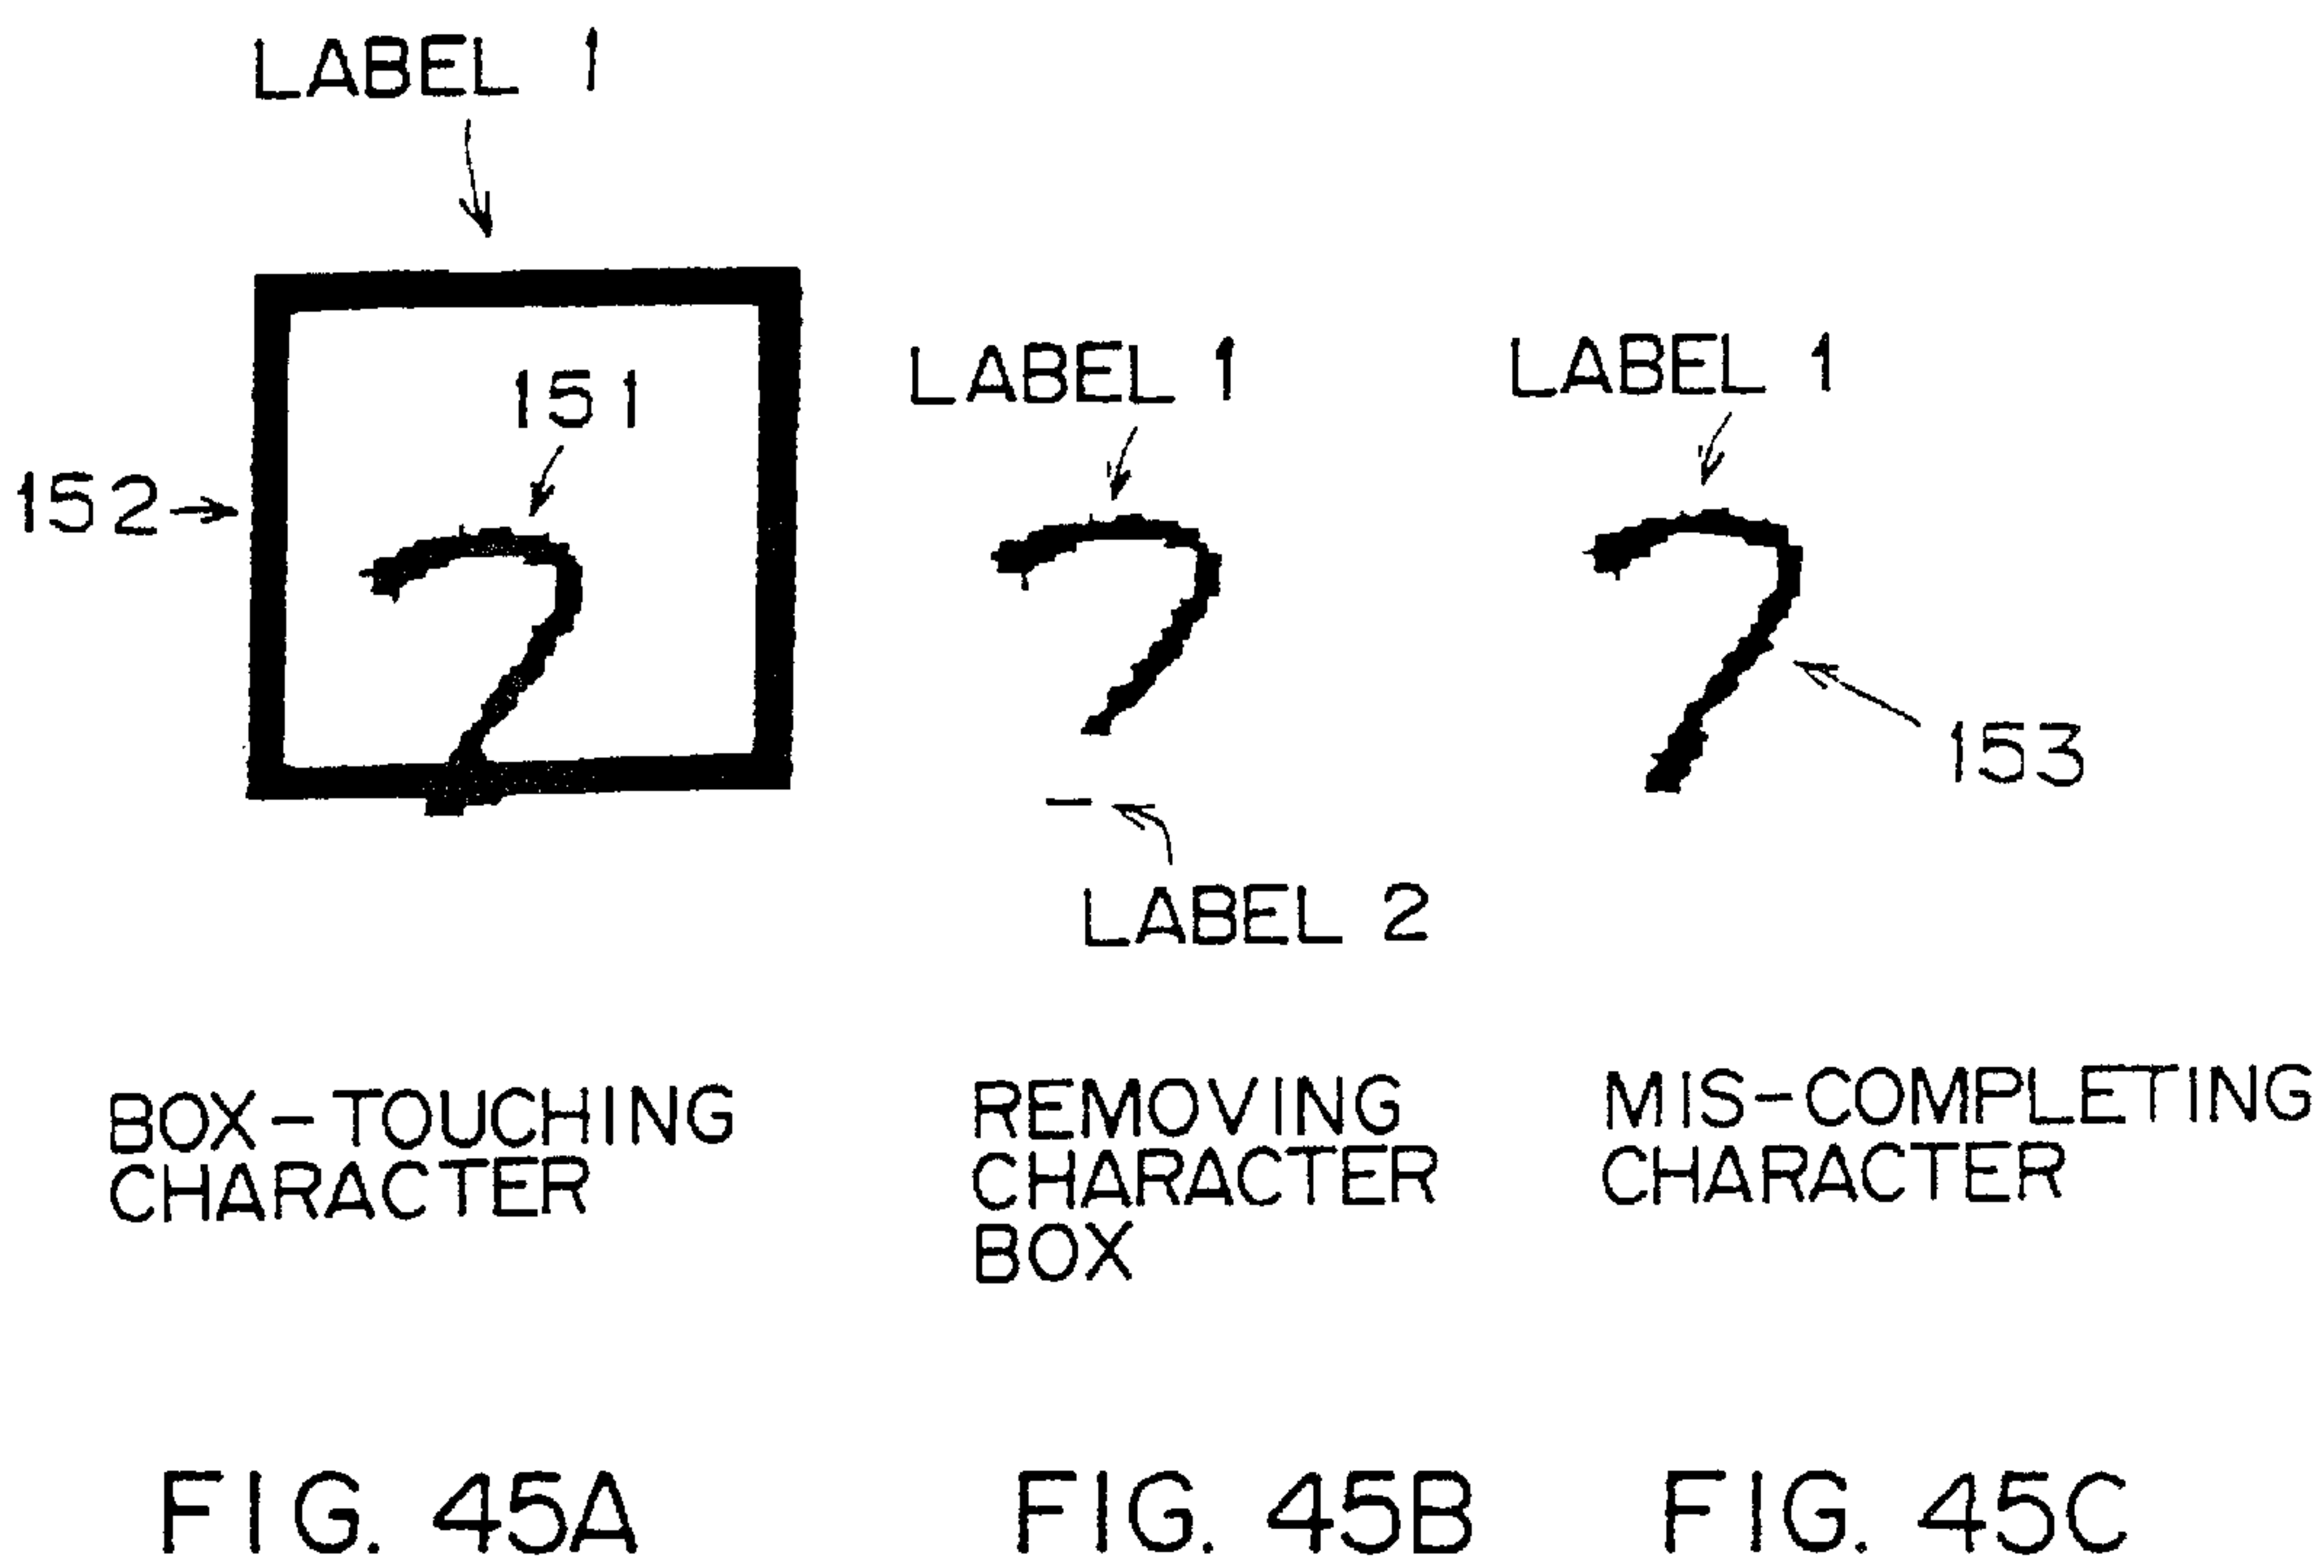 LABEL 1
151
152
2
BOX-TOUCHING
CHARACTER
FIG. 45A
LABEL 1
LABEL 2
REMOVING
CHARACTER
BOX
FIG. 45B
LABEL 1
153
MIS-COMPLETING
CHARACTER
FIG. 45C